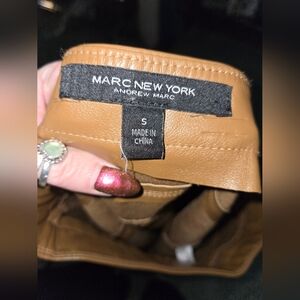 MARC NEW YORK
ANDREW MARC
S
MADE IN
CHINA